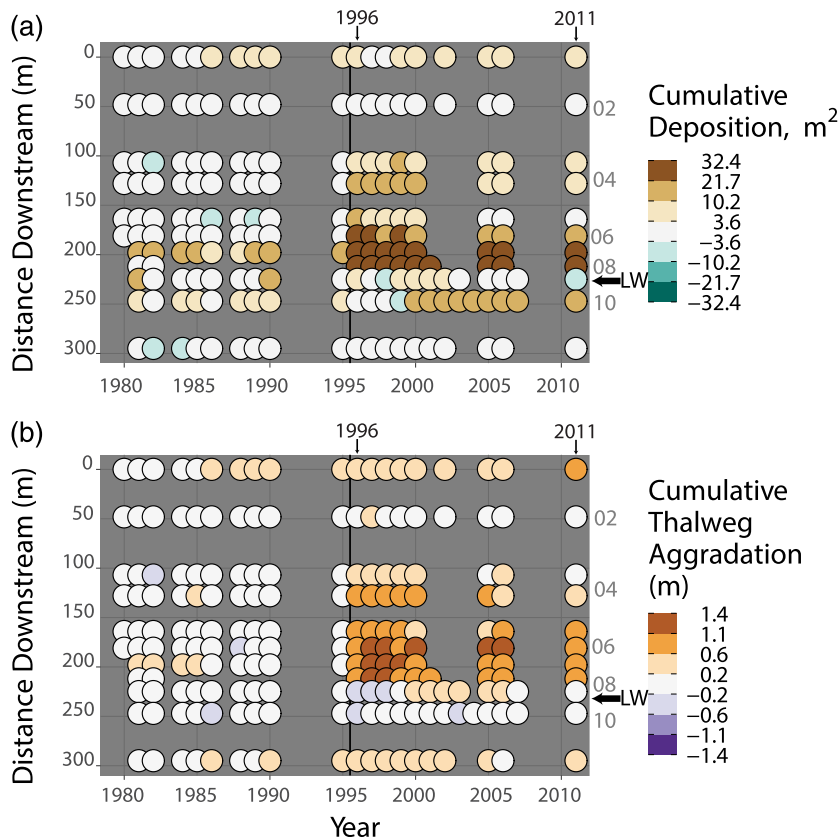 (a)
1996 2011
Distance Downstream (m)
0
50
100
150
200
250
300
02
04
06
08
10
LW
1980 1985 1990 1995 2000 2005 2010
Cumulative
Deposition, m²
32.4
21.7
10.2
3.6
−3.6
−10.2
−21.7
−32.4
(b)
1996 2011
Distance Downstream (m)
0
50
100
150
200
250
300
02
04
06
08
10
LW
1980 1985 1990 1995 2000 2005 2010
Year
Cumulative
Thalweg
Aggradation
(m)
1.4
1.1
0.6
0.2
−0.2
−0.6
−1.1
−1.4